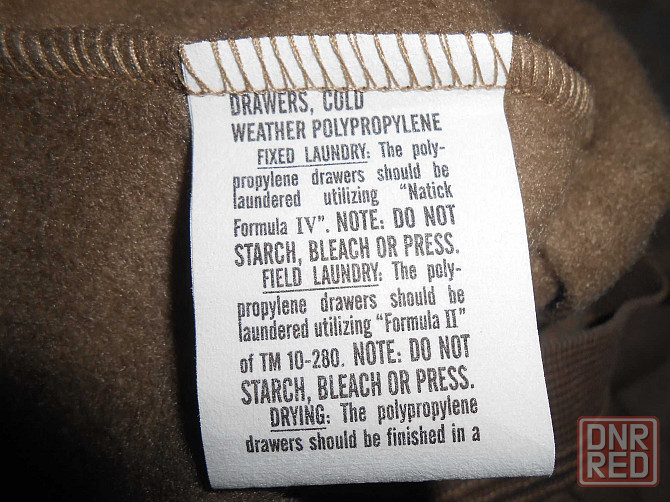 DRAWERS, COLD
WEATHER POLYPROPYLENE
FIXED LAUNDRY: The poly-
propylene drawers should be
laundered utilizing "Natick
Formula IV". NOTE: DO NOT
STARCH, BLEACH OR PRESS.
FIELD LAUNDRY: The poly-
propylene drawers should be
laundered utilizing "Formula II"
of TM 10-280. NOTE: DO NOT
STARCH, BLEACH OR PRESS.
DRYING: The polypropylene
drawers should be finished in a
DNR
RED